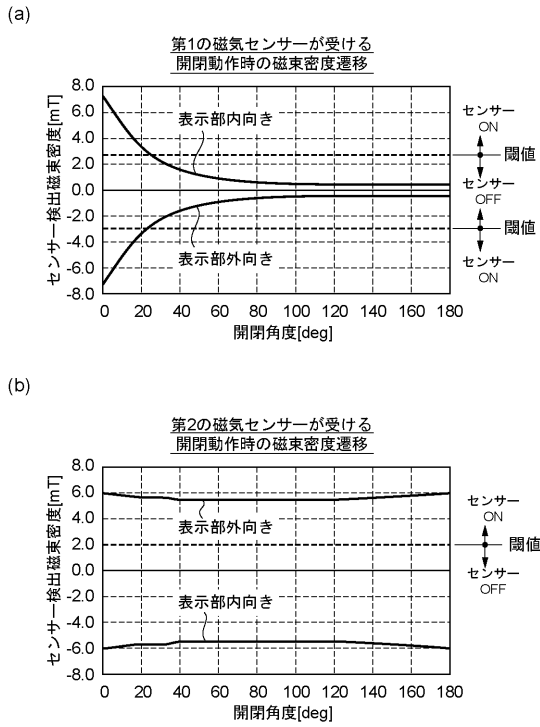 (a)
第1の磁気センサーが受ける
開閉動作時の磁束密度遷移
センサー検出磁束密度[mT]
8.0
6.0
4.0
2.0
0.0
-2.0
-4.0
-6.0
-8.0
表示部内向き
表示部外向き
0 20 40 60 80 100 120 140 160 180
開閉角度[deg]
センサー
ON
閾値
センサー
OFF
閾値
センサー
ON
(b)
第2の磁気センサーが受ける
開閉動作時の磁束密度遷移
センサー検出磁束密度[mT]
8.0
6.0
4.0
2.0
0.0
-2.0
-4.0
-6.0
-8.0
表示部外向き
表示部内向き
0 20 40 60 80 100 120 140 160 180
開閉角度[deg]
センサー
ON
閾値
センサー
OFF